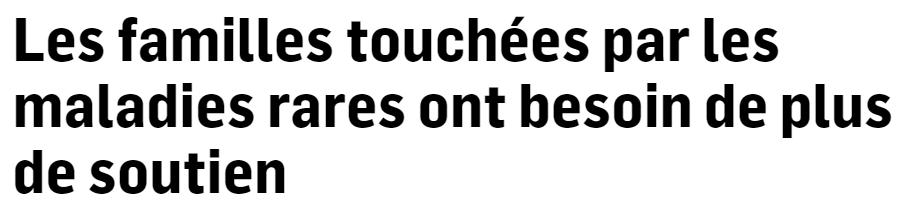 Les familles touchées par les
maladies rares ont besoin de plus
de soutien